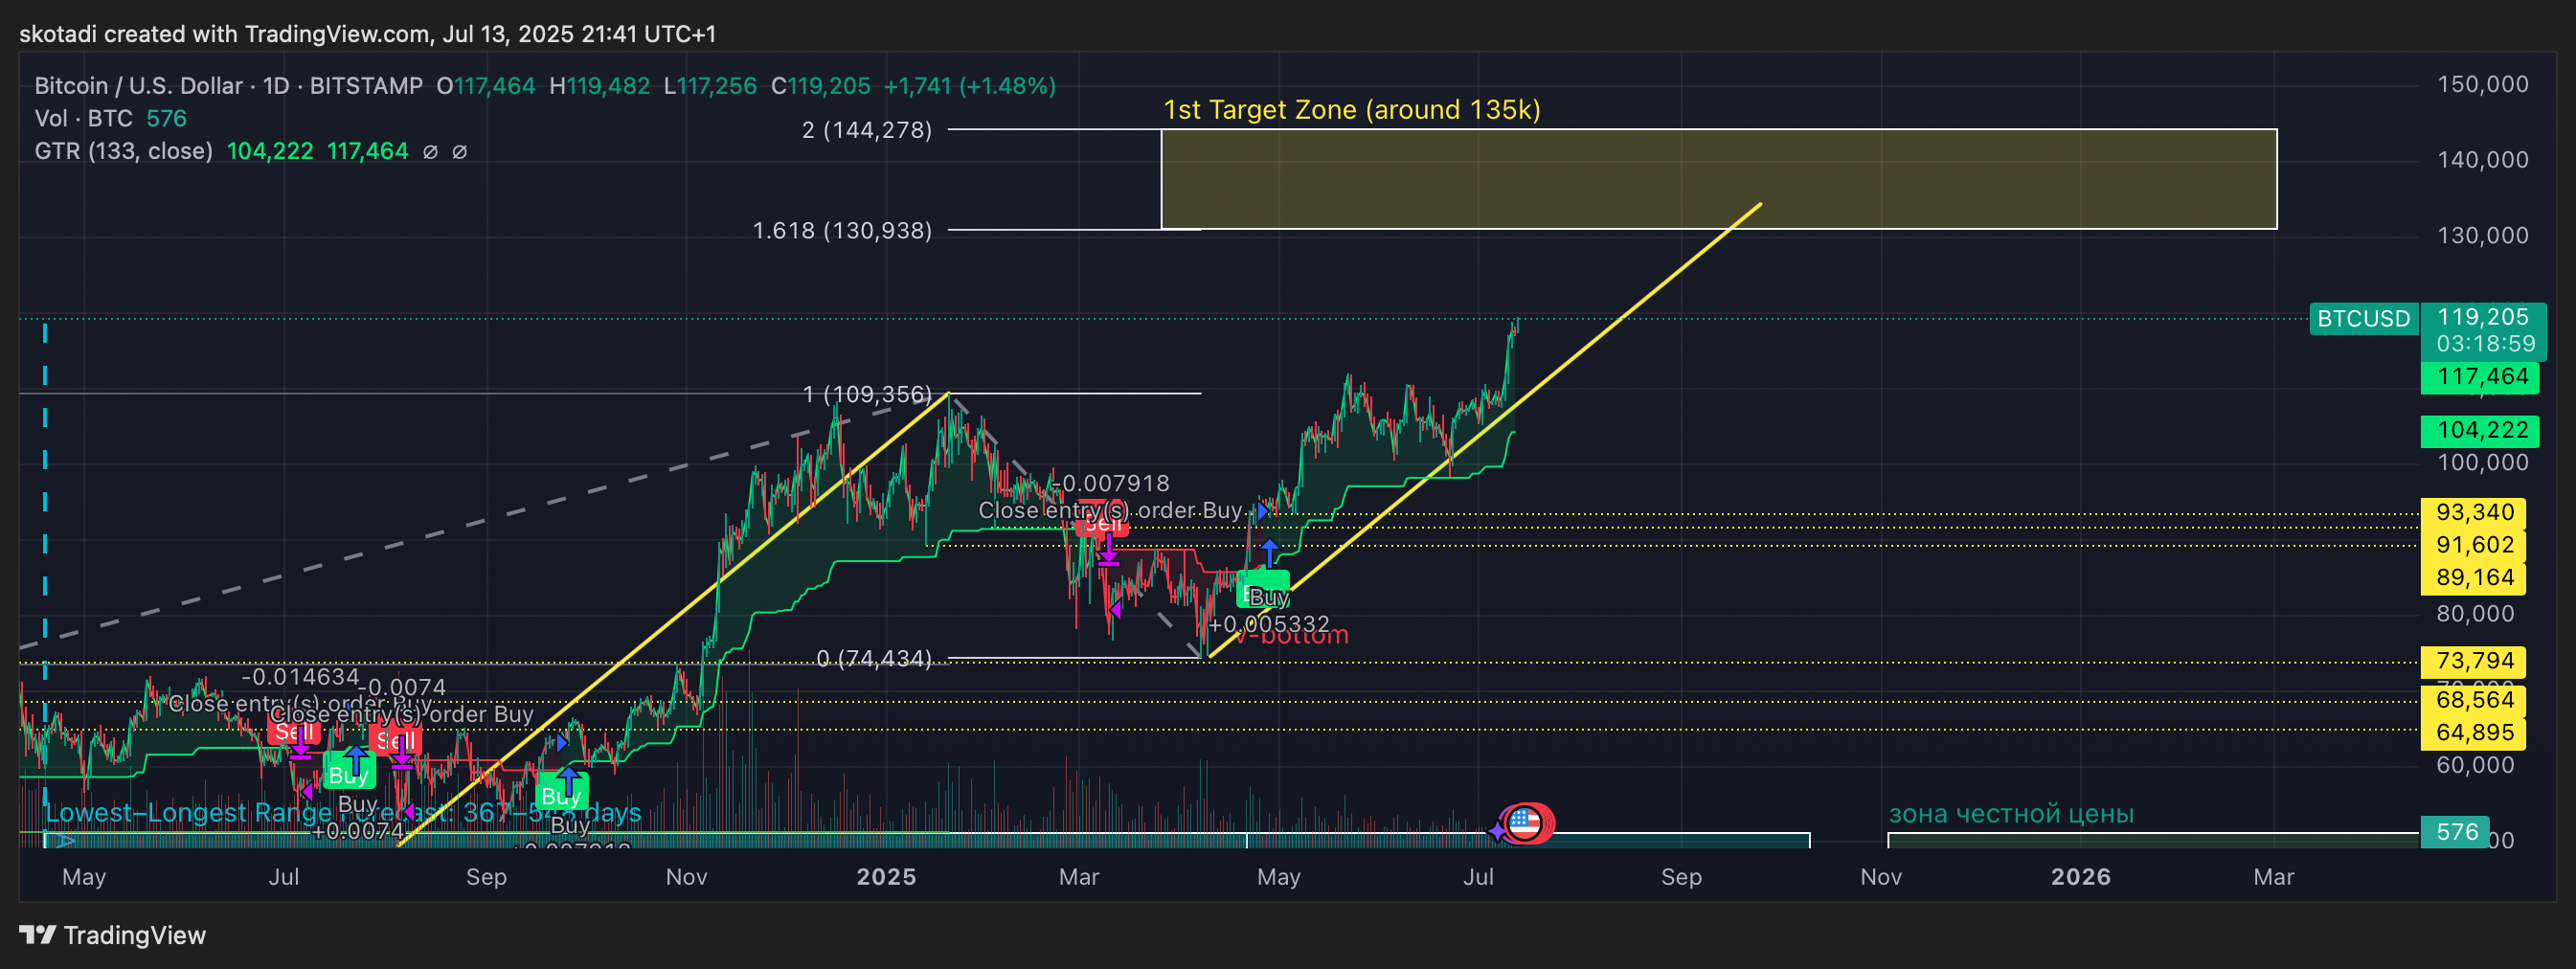 skotadi created with TradingView.com, Jul 13, 2025 21:41 UTC+1
Bitcoin / U.S. Dollar · 1D · BITSTAMP O117,464 H119,482 L117,256 C119,205 +1,741 (+1.48%)
Vol · BTC 576
GTR (133, close) 104,222 117,464 ∅ ∅
1st Target Zone (around 135k)
2 (144,278)
1.618 (130,938)
1 (109,356)
0 (74,434)
-0.007918
Close entry(s) order Buy
Sell
Buy
+0.005332
V-bottom
-0.014634
-0.0074
Close entry(s) order Buy
Close entry(s) order Buy
Sell
Sell
Buy
Buy
+0.0074
Buy
Buy
Lowest–Longest Range Forecast: 367–548 days
зона честной цены
150,000
140,000
130,000
BTCUSD 119,205
03:18:59
117,464
104,222
100,000
93,340
91,602
89,164
80,000
73,794
68,564
64,895
60,000
576
May Jul Sep Nov 2025 Mar May Jul Sep Nov 2026 Mar
TradingView